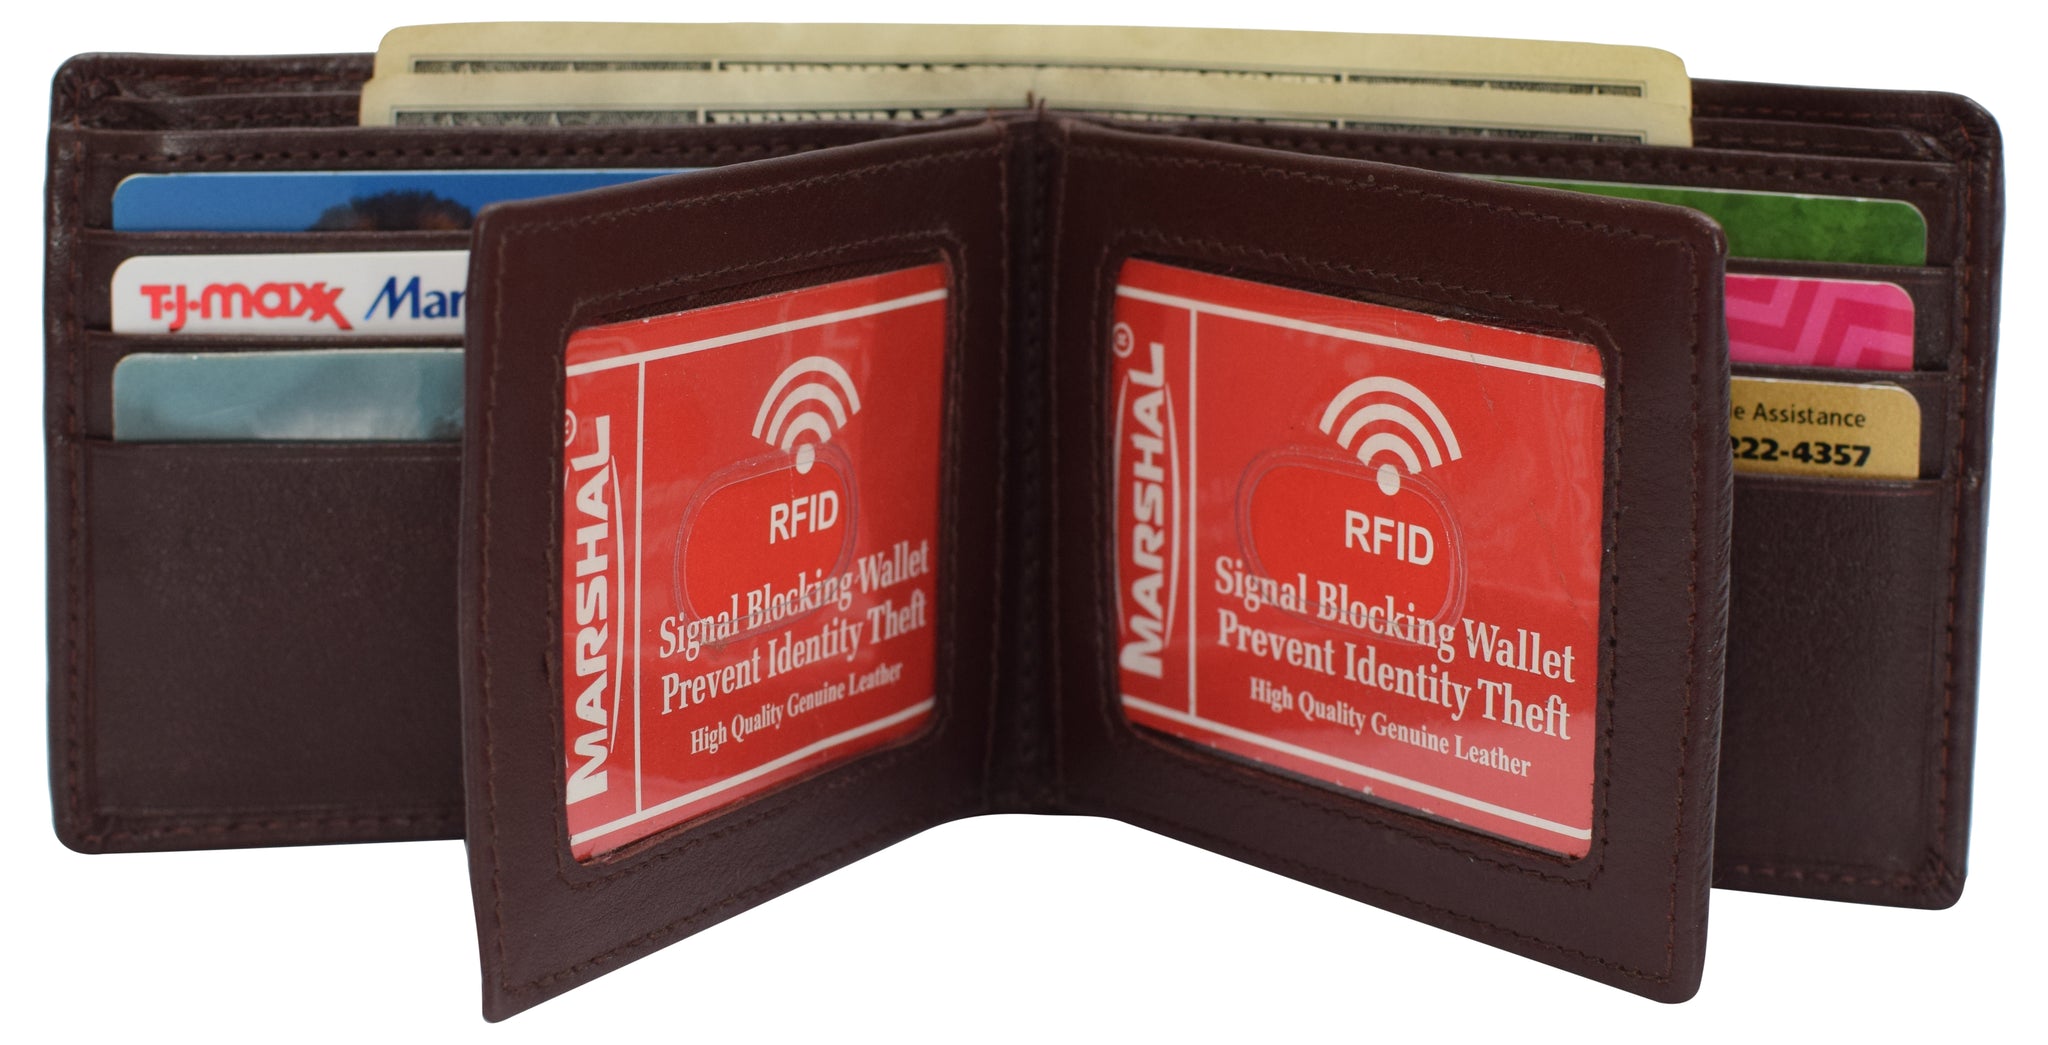 T·J·maxx Mar
MARSHAL®
RFID
Signal Blocking Wallet
Prevent Identity Theft
High Quality Genuine Leather
MARSHAL®
RFID
Signal Blocking Wallet
Prevent Identity Theft
High Quality Genuine Leather
e Assistance
222-4357